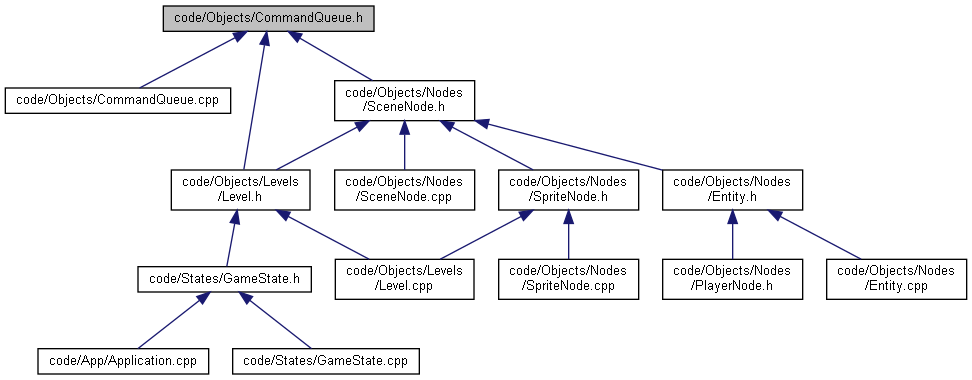 code/Objects/CommandQueue.h
code/Objects/CommandQueue.cpp
code/Objects/Nodes
/SceneNode.h
code/Objects/Levels
/Level.h
code/Objects/Nodes
/SceneNode.cpp
code/Objects/Nodes
/SpriteNode.h
code/Objects/Nodes
/Entity.h
code/States/GameState.h
code/Objects/Levels
/Level.cpp
code/Objects/Nodes
/SpriteNode.cpp
code/Objects/Nodes
/PlayerNode.h
code/Objects/Nodes
/Entity.cpp
code/App/Application.cpp
code/States/GameState.cpp